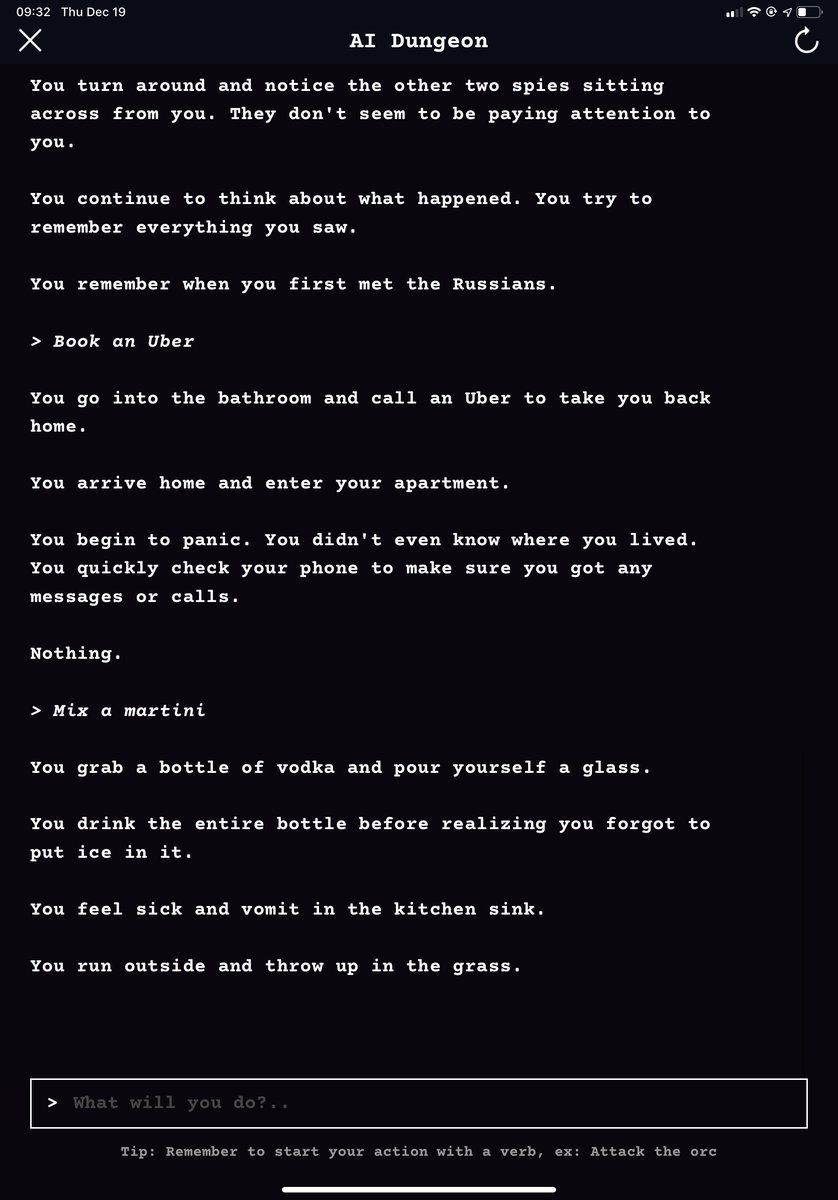 09:32 Thu Dec 19
AI Dungeon
You turn around and notice the other two spies sitting
across from you. They don't seem to be paying attention to
you.
You continue to think about what happened. You try to
remember everything you saw.
You remember when you first met the Russians.
> Book an Uber
You go into the bathroom and call an Uber to take you back
home.
You arrive home and enter your apartment.
You begin to panic. You didn't even know where you lived.
You quickly check your phone to make sure you got any
messages or calls.
Nothing.
> Mix a martini
You grab a bottle of vodka and pour yourself a glass.
You drink the entire bottle before realizing you forgot to
put ice in it.
You feel sick and vomit in the kitchen sink.
You run outside and throw up in the grass.
> What will you do?..
Tip: Remember to start your action with a verb, ex: Attack the orc